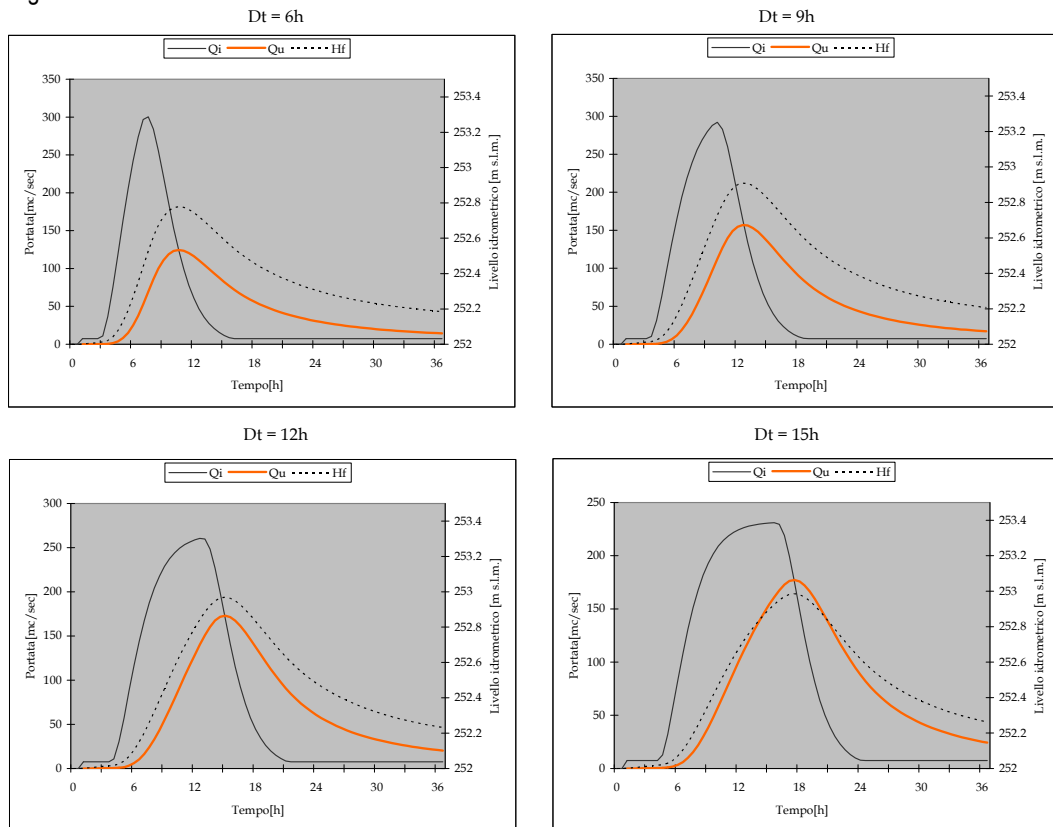 Dt = 6h
Qi Qu Hf
350
300
250
200
150
100
50
0
Portata[mc/sec]
253.4
253.2
253
252.8
252.6
252.4
252.2
252
Livello idrometrico [m s.l.m.]
0 6 12 18 24 30 36
Tempo[h]
Dt = 9h
Qi Qu Hf
350
300
250
200
150
100
50
0
Portata[mc/sec]
253.4
253.2
253
252.8
252.6
252.4
252.2
252
Livello idrometrico [m s.l.m.]
0 6 12 18 24 30 36
Tempo[h]
Dt = 12h
Qi Qu Hf
300
250
200
150
100
50
0
Portata[mc/sec]
253.4
253.2
253
252.8
252.6
252.4
252.2
252
Livello idrometrico [m s.l.m.]
0 6 12 18 24 30 36
Tempo[h]
Dt = 15h
Qi Qu Hf
250
200
150
100
50
0
Portata[mc/sec]
253.4
253.2
253
252.8
252.6
252.4
252.2
252
Livello idrometrico [m s.l.m.]
0 6 12 18 24 30 36
Tempo[h]